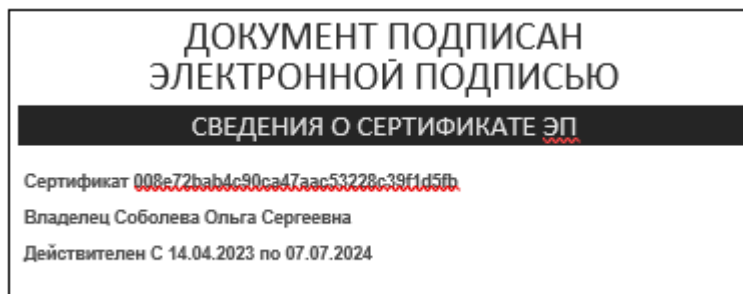 ДОКУМЕНТ ПОДПИСАН
ЭЛЕКТРОННОЙ ПОДПИСЬЮ
СВЕДЕНИЯ О СЕРТИФИКАТЕ ЭП
Сертификат 008e72bab4c90ca47aac53228c39f1d5fb
Владелец Соболева Ольга Сергеевна
Действителен С 14.04.2023 по 07.07.2024